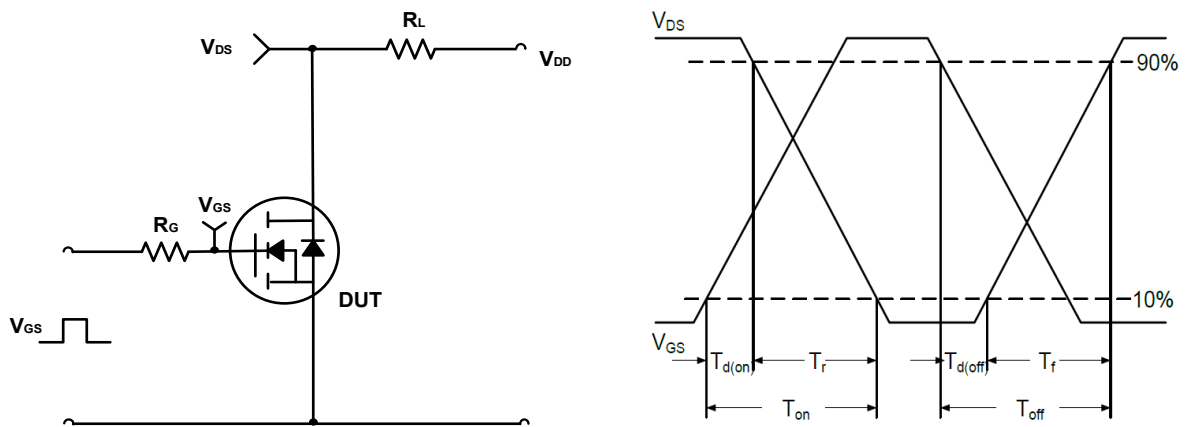 RL
VDS
VDD
VGS
RG
DUT
VGS
VDS
90%
10%
VGS
Td(on)
Tr
Td(off)
Tf
Ton
Toff